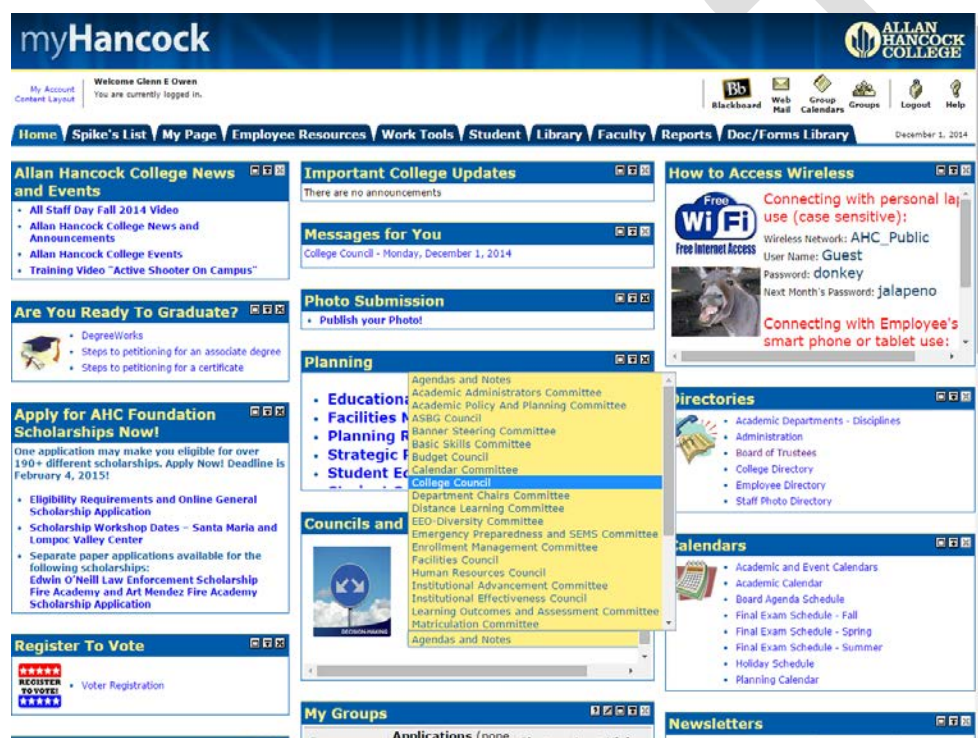 myHancock
ALLAN
HANCOCK
COLLEGE
My Account
Content Layout
Welcome Glenn E Owen
You are currently logged in.
Bb
Blackboard
Web
Mail
Group
Calendars
Groups
Logout
Help
Home Spike's List My Page Employee Resources Work Tools Student Library Faculty Reports Doc/Forms Library
December 1, 2014
Allan Hancock College News
and Events
All Staff Day Fall 2014 Video
Allan Hancock College News and
Announcements
Allan Hancock College Events
Training Video "Active Shooter On Campus"
Are You Ready To Graduate?
DegreeWorks
Steps to petitioning for an associate degree
Steps to petitioning for a certificate
Apply for AHC Foundation
Scholarships Now!
One application may make you eligible for over
190+ different scholarships. Apply Now! Deadline is
February 4, 2015!
Eligibility Requirements and Online General
Scholarship Application
Scholarship Workshop Dates – Santa Maria and
Lompoc Valley Center
Separate paper applications available for the
following scholarships:
Edwin O'Neill Law Enforcement Scholarship
Fire Academy and Art Mendez Fire Academy
Scholarship Application
Register To Vote
REGISTER
TO VOTE!
Voter Registration
Important College Updates
There are no announcements
Messages for You
College Council - Monday, December 1, 2014
Photo Submission
Publish your Photo!
Planning
Educationa
Facilities
Planning
Strategic
Student
Agendas and Notes
Academic Administrators Committee
Academic Policy And Planning Committee
ASBG Council
Banner Steering Committee
Basic Skills Committee
Budget Council
Calendar Committee
College Council
Department Chairs Committee
Distance Learning Committee
EEO-Diversity Committee
Emergency Preparedness and SEMS Committee
Enrollment Management Committee
Facilities Council
Human Resources Council
Institutional Advancement Committee
Institutional Effectiveness Council
Learning Outcomes and Assessment Committee
Matriculation Committee
Agendas and Notes
Councils and
DECISION-MAKING
My Groups
Applications (none
How to Access Wireless
Free
Wi Fi
Free Internet Access
Connecting with personal lap
use (case sensitive):
Wireless Network: AHC_Public
User Name: Guest
Password: donkey
Next Month's Password: jalapeno
Connecting with Employee's
smart phone or tablet use:
Directories
Academic Departments - Disciplines
Administration
Board of Trustees
College Directory
Employee Directory
Staff Photo Directory
Calendars
Academic and Event Calendars
Academic Calendar
Board Agenda Schedule
Final Exam Schedule - Fall
Final Exam Schedule - Spring
Final Exam Schedule - Summer
Holiday Schedule
Planning Calendar
Newsletters